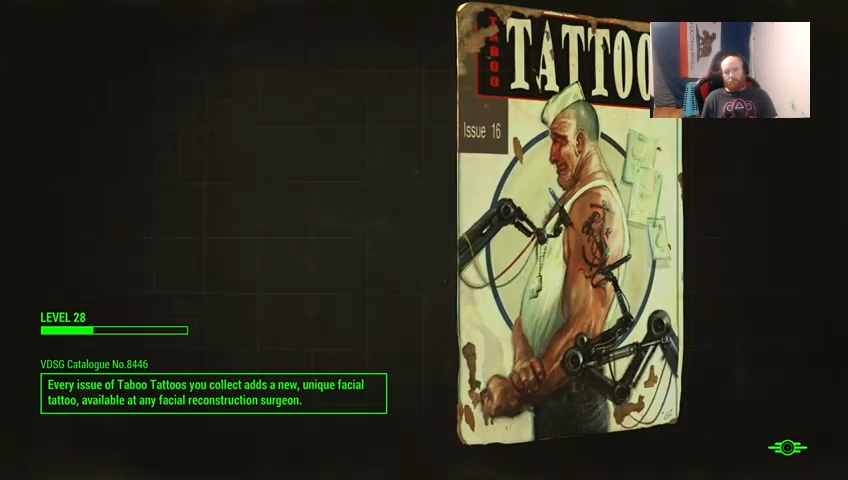 TABOO
TATTOO
Issue 16
LEVEL 28
VDSG Catalogue No.8446
Every issue of Taboo Tattoos you collect adds a new, unique facial
tattoo, available at any facial reconstruction surgeon.